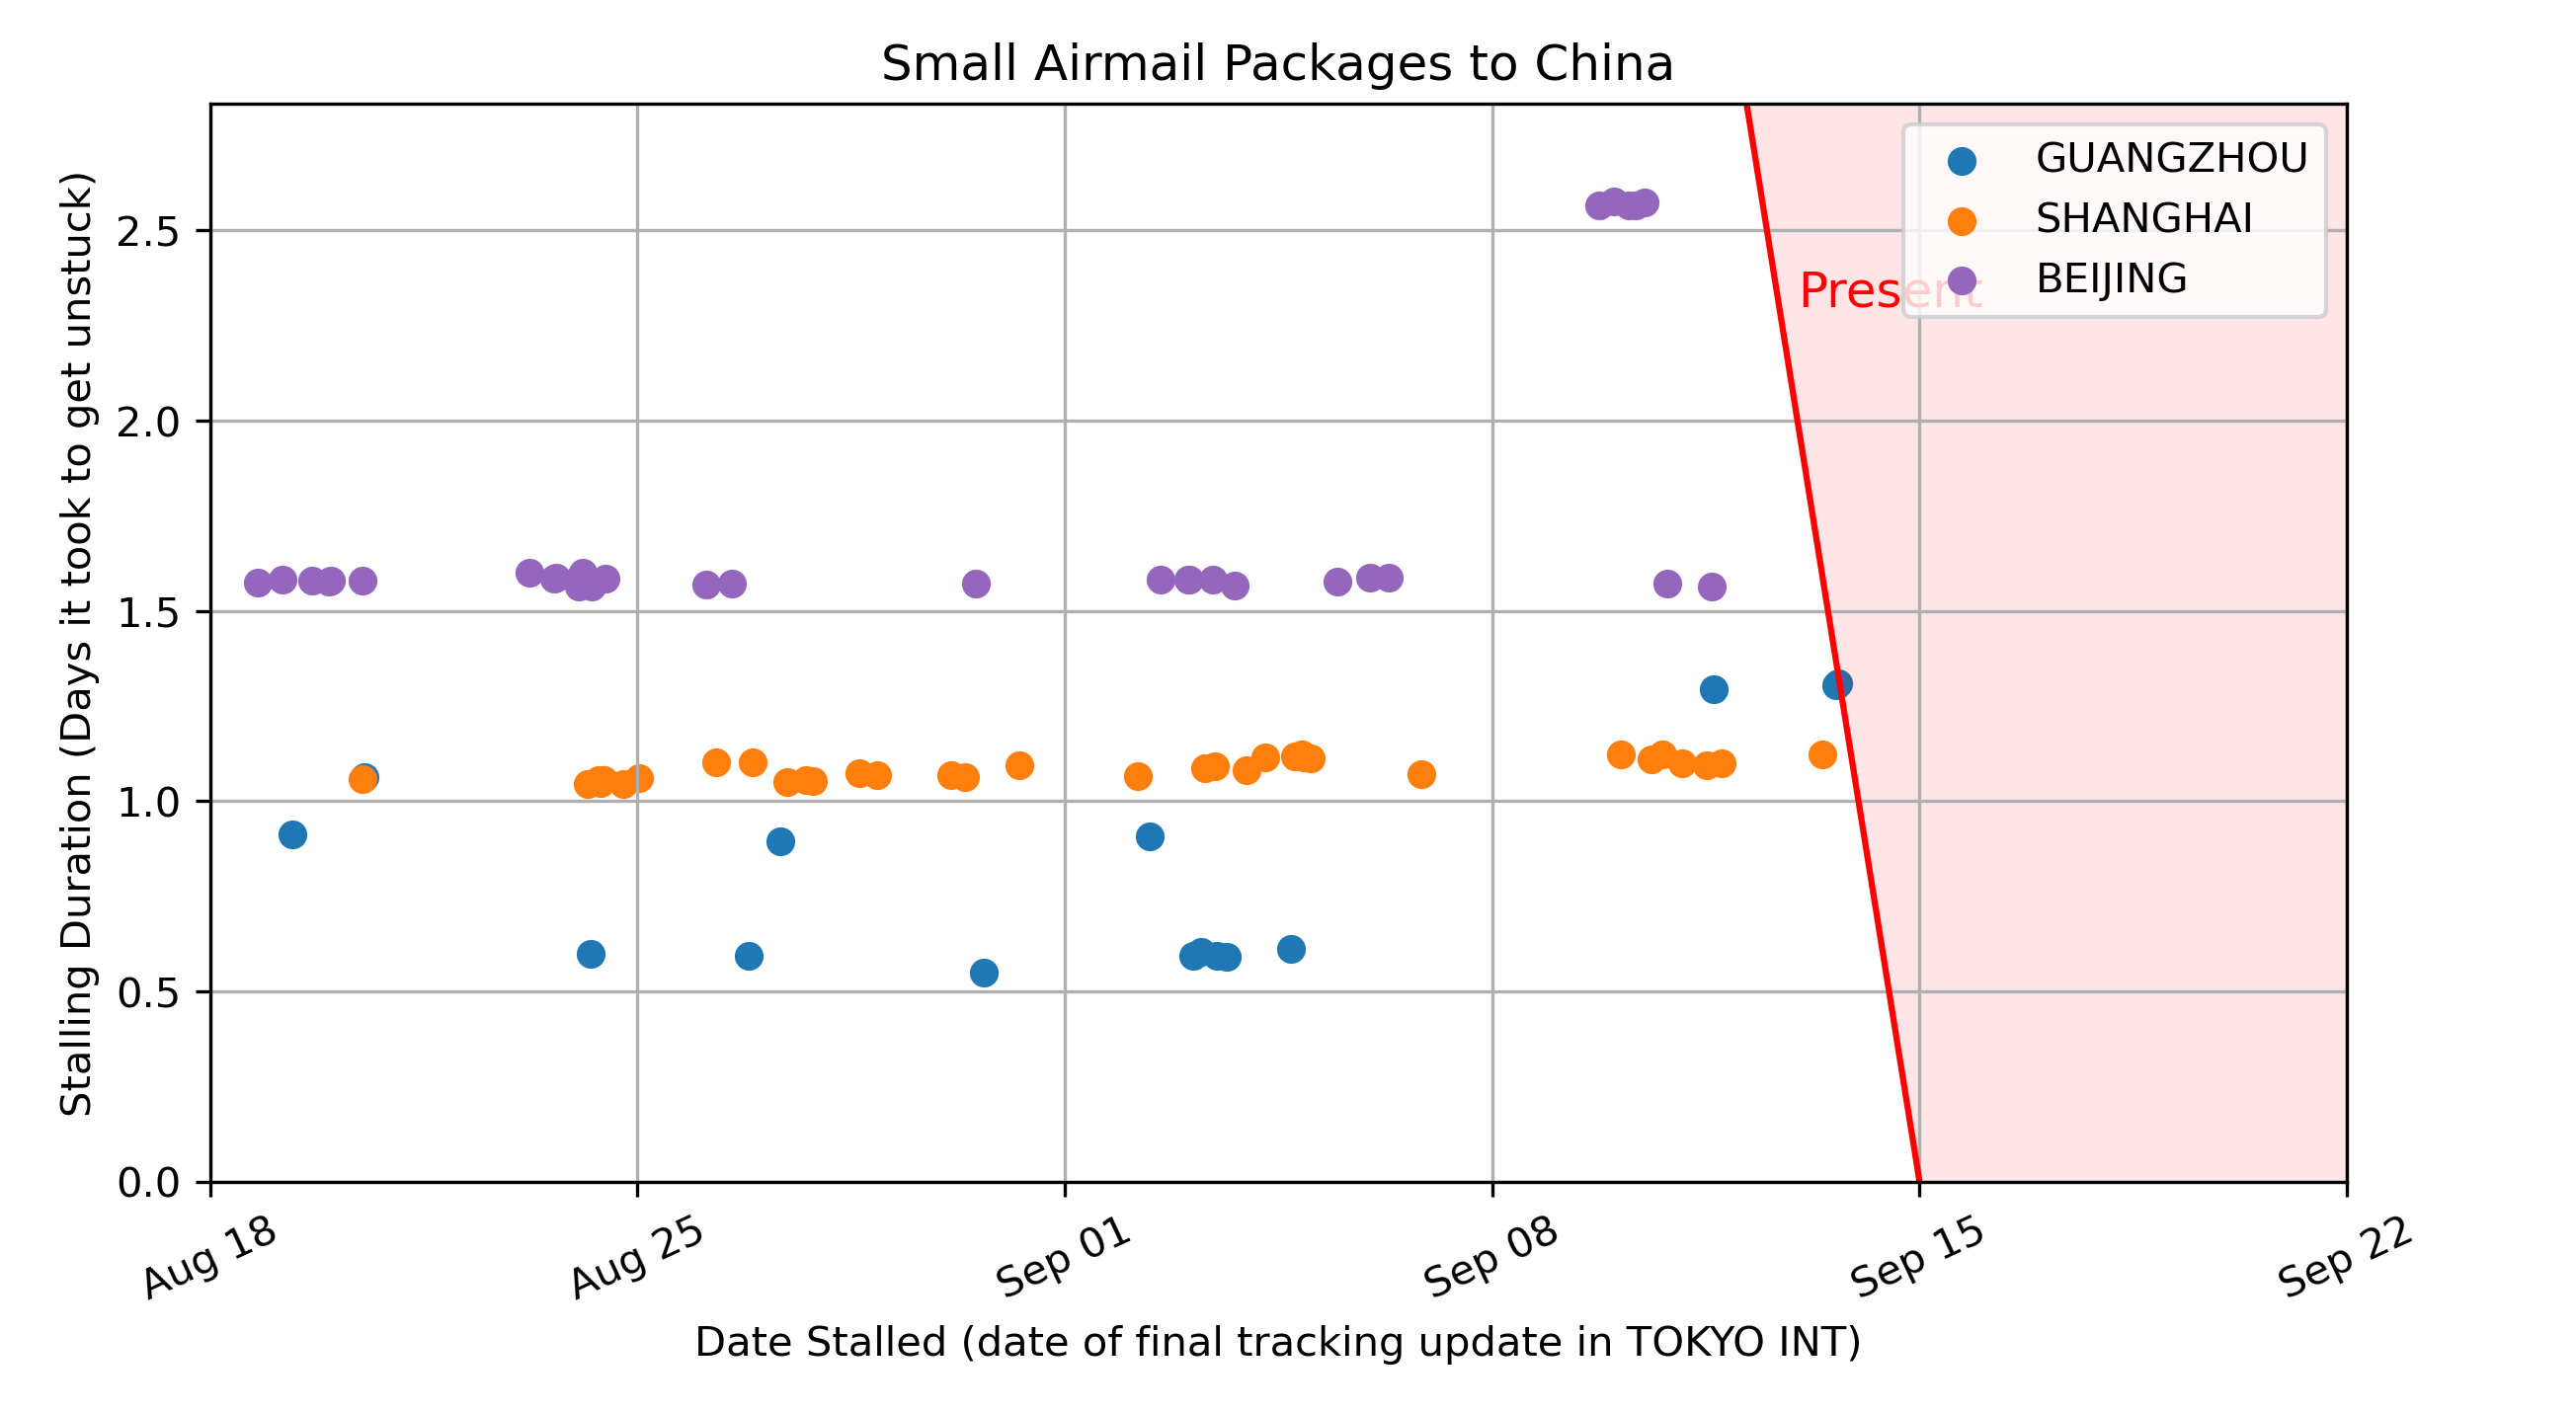 Small Airmail Packages to China
Stalling Duration (Days it took to get unstuck)
2.5
2.0
1.5
1.0
0.5
0.0
GUANGZHOU
SHANGHAI
BEIJING
Present
Aug 18
Aug 25
Sep 01
Sep 08
Sep 15
Sep 22
Date Stalled (date of final tracking update in TOKYO INT)